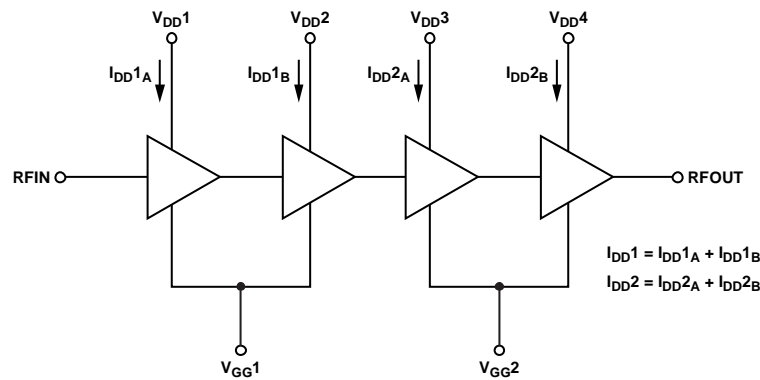 VDD1 VDD2 VDD3 VDD4
IDD1A IDD1B IDD2A IDD2B
RFIN RFOUT
IDD1 = IDD1A + IDD1B
IDD2 = IDD2A + IDD2B
VGG1 VGG2